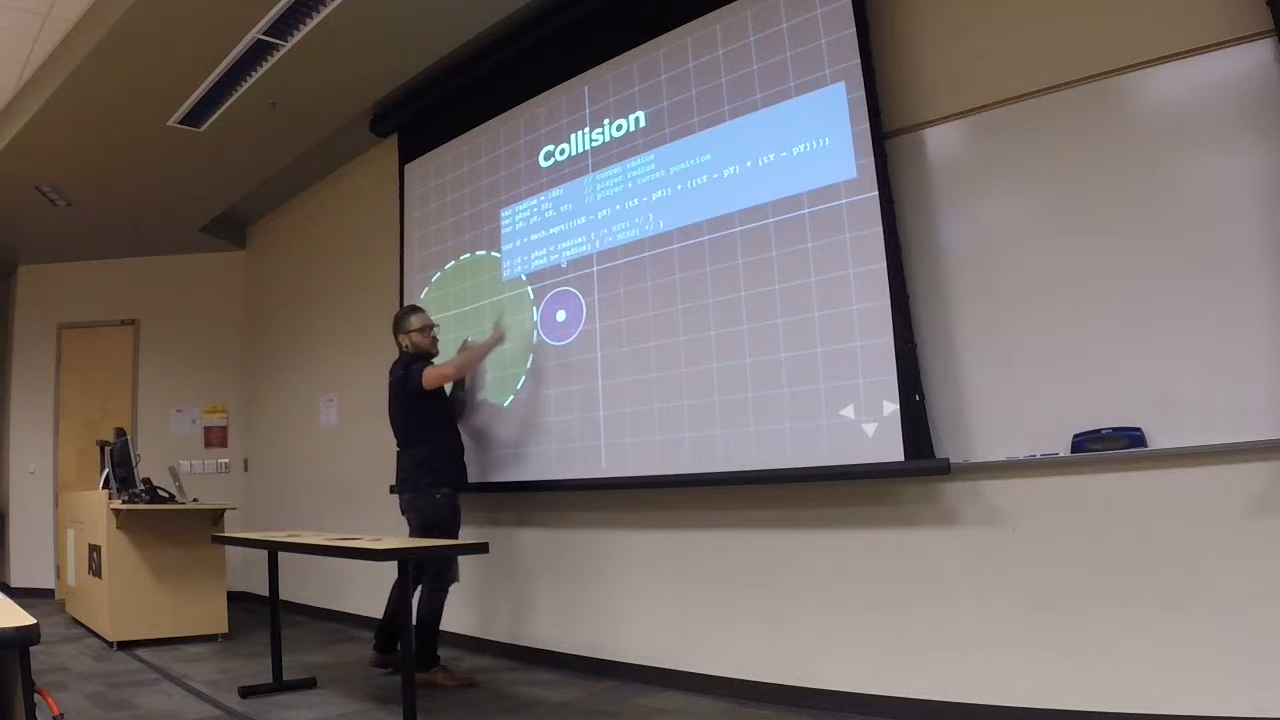 Collision
var radius = 100; // turret radius
var pRad = 30; // player radius
var pX, pY, tX, tY; // player & turret position
var d = Math.sqrt(((tX - pX) * (tX - pX)) + ((tY - pY) * (tY - pY)));
if (d - pRad < radius) { /* HIT! */ }
if (d - pRad >= radius) { /* MISS! */ }